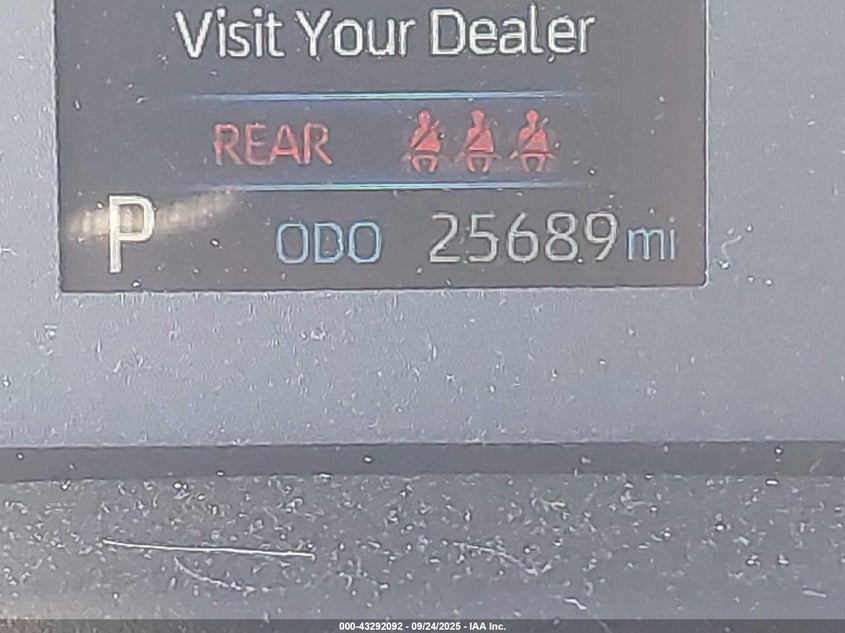 Visit Your Dealer
REAR
P ODO 25689 mi
000-43292092 - 09/24/2025 - IAA Inc.